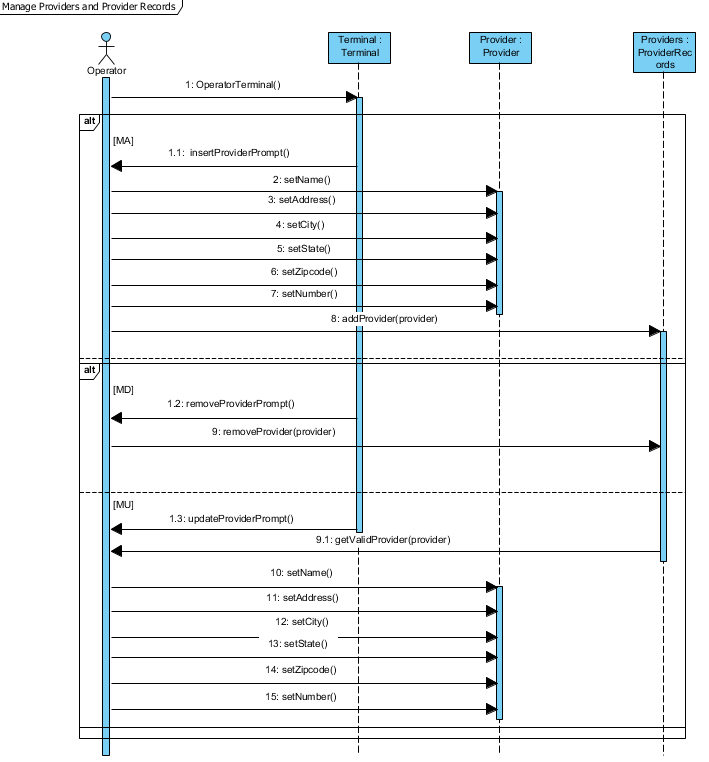 Manage Providers and Provider Records
Operator
Terminal :
Terminal
Provider :
Provider
Providers :
ProviderRec
ords
1: OperatorTerminal()
alt
[MA]
1.1: insertProviderPrompt()
2: setName()
3: setAddress()
4: setCity()
5: setState()
6: setZipcode()
7: setNumber()
8: addProvider(provider)
alt
[MD]
1.2: removeProviderPrompt()
9: removeProvider(provider)
[MU]
1.3: updateProviderPrompt()
9.1: getValidProvider(provider)
10: setName()
11: setAddress()
12: setCity()
13: setState()
14: setZipcode()
15: setNumber()